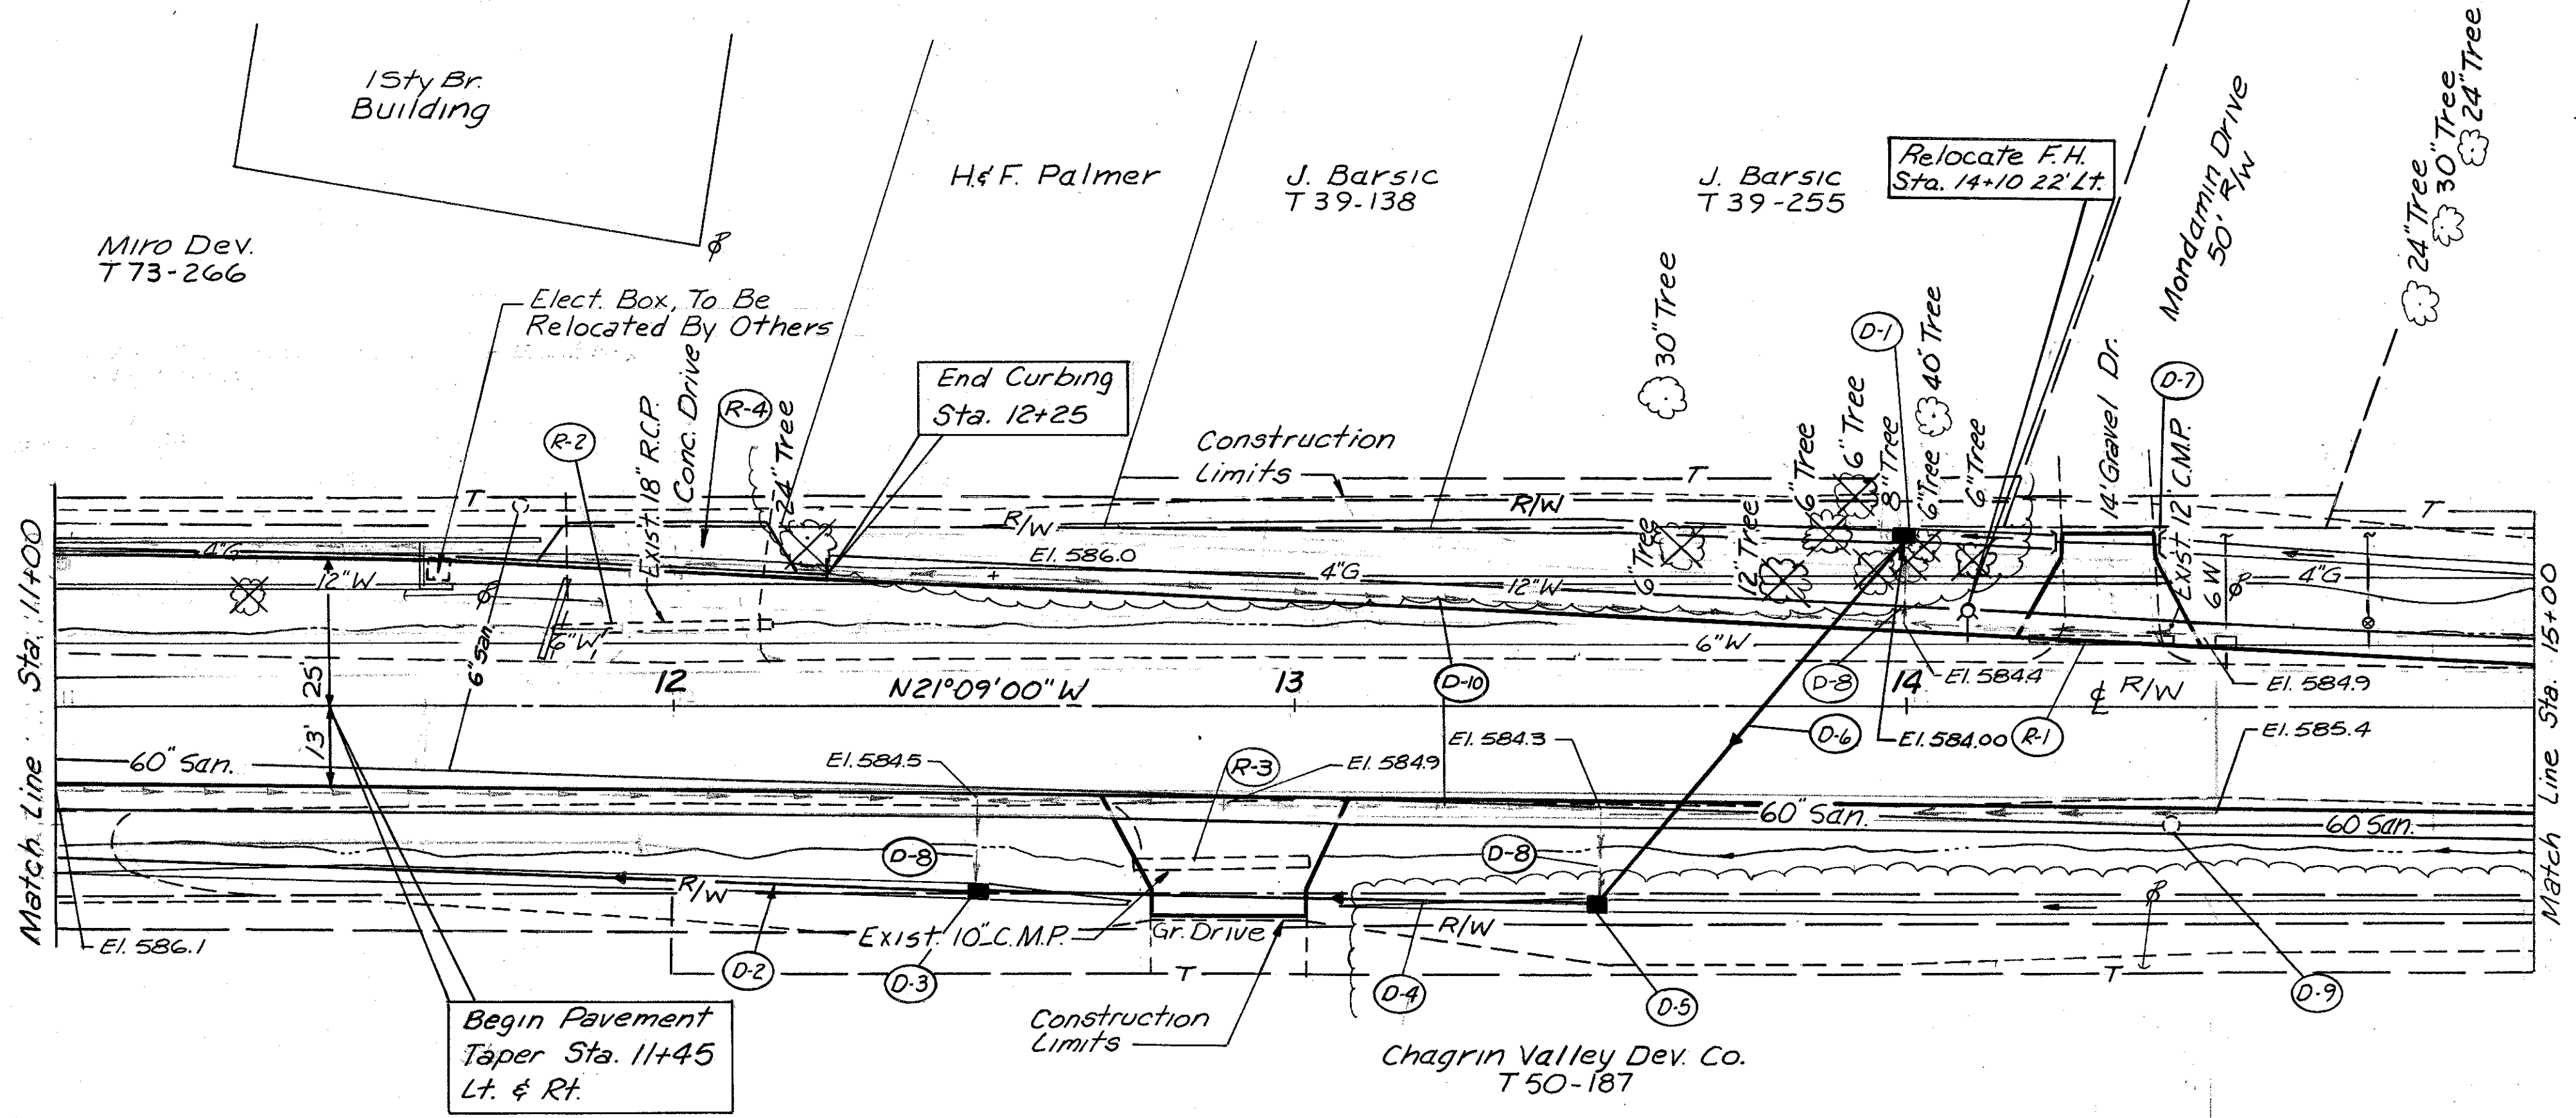 1 Sty Br.
Building
Miro Dev.
T 73-266
H. & F. Palmer
J. Barsic
T 39-138
J. Barsic
T 39-255
Relocate F.H.
Sta. 14+10 22' Lt.
Mondamin Drive
50' R/W
24" Tree
30" Tree
24" Tree
Elect. Box, To Be
Relocated By Others
End Curbing
Sta. 12+25
R-2
Exist. 18" R.C.P.
Conc. Drive
R-4
24" Tree
Construction
Limits
30" Tree
D-1
6" Tree
12" Tree
6" Tree
6" Tree
8" Tree
6" Tree
40" Tree
6" Tree
14' Gravel Dr.
D-7
Exist. 12" C.M.P.
T
T
T
R/W
R/W
4"G
El. 586.0
4"G
4"G
12"W
12"W
6"W
6"W
6"W
6" San.
Match Line Sta. 11+00
25'
13'
12
N21°09'00"W
13
D-10
D-8
14
El. 584.4
℄ R/W
El. 584.9
D-6
El. 584.00
R-1
El. 585.4
60" San.
El. 584.5
R-3
El. 584.9
El. 584.3
60" San.
60 San.
D-8
D-8
R/W
El. 586.1
Exist. 10" C.M.P.
Gr. Drive
R/W
D-2
D-3
T
T
D-4
D-5
D-9
Begin Pavement
Taper Sta. 11+45
Lt. & Rt.
Construction
Limits
Chagrin Valley Dev. Co.
T 50-187
Match Line Sta. 15+00